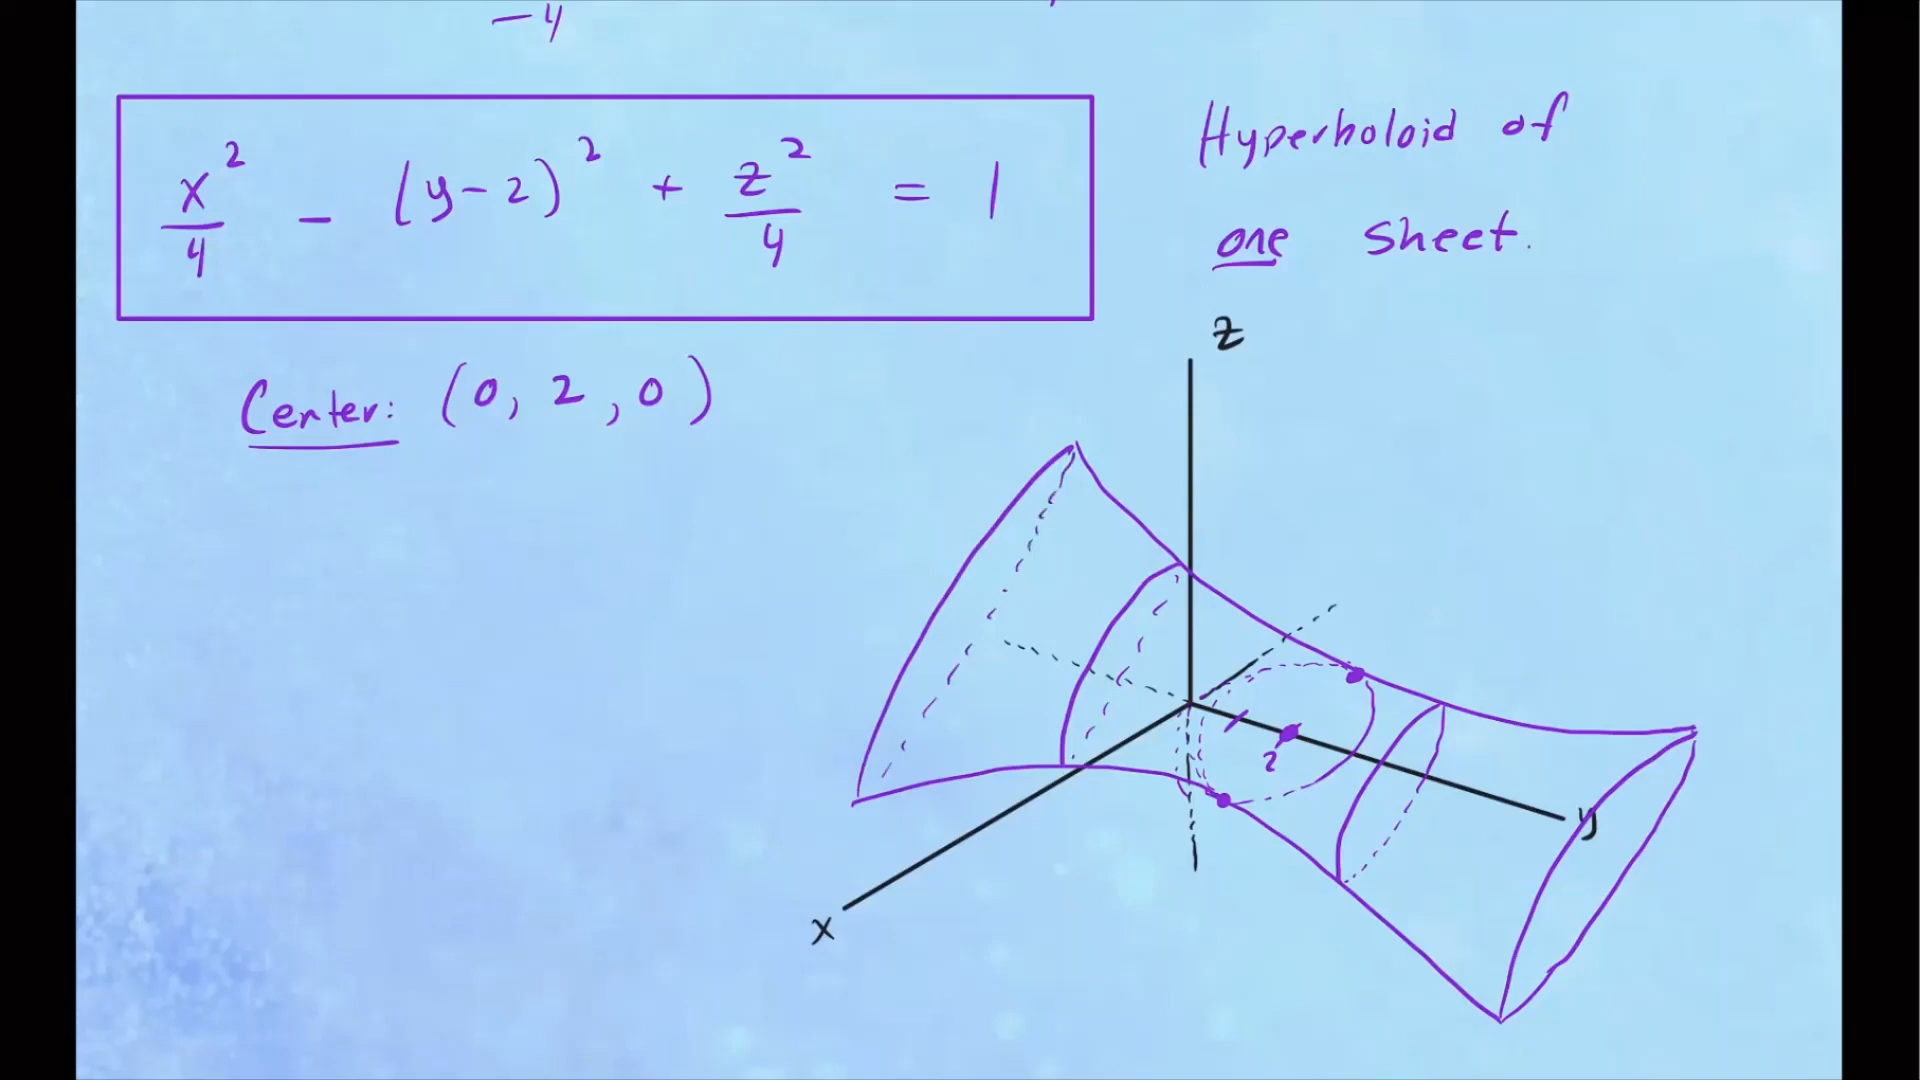 -4
x²/4 - (y-2)² + z²/4 = 1
Hyperboloid of
one sheet.
Center: (0, 2, 0)
z
2
y
x